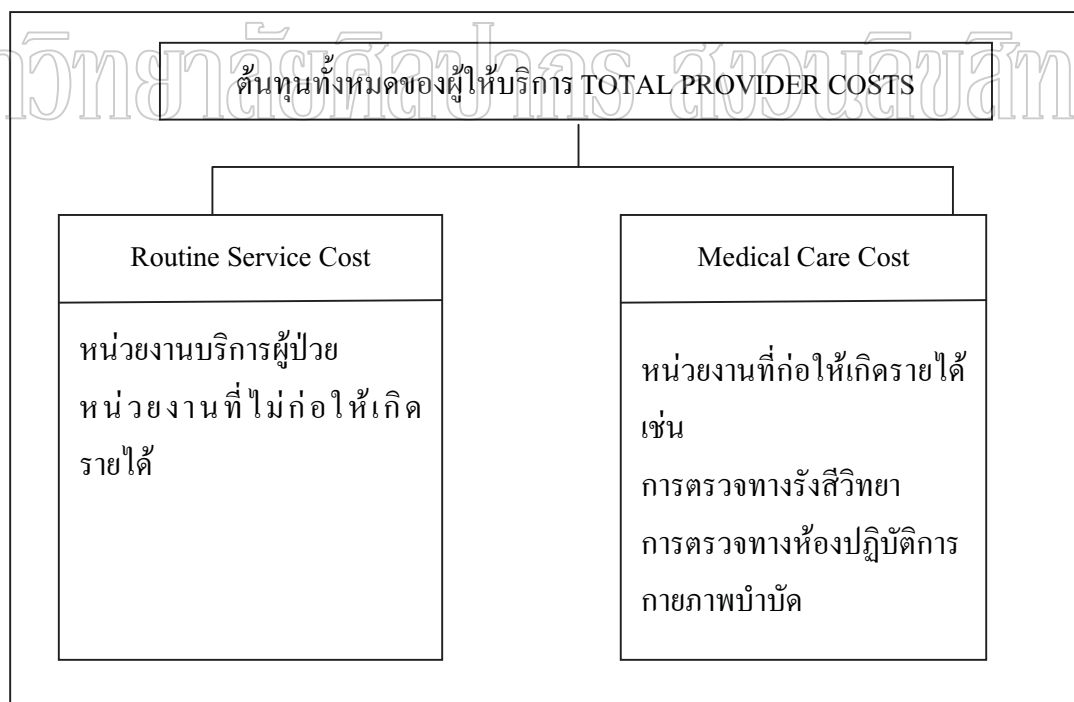 ต้นทุนทั้งหมดของผู้ให้บริการ TOTAL PROVIDER COSTS
Routine Service Cost
หน่วยงานบริการผู้ป่วย
หน่วยงานที่ไม่ก่อให้เกิด
รายได้
Medical Care Cost
หน่วยงานที่ก่อให้เกิดรายได้
เช่น
การตรวจทางรังสีวิทยา
การตรวจทางห้องปฏิบัติการ
กายภาพบำบัด